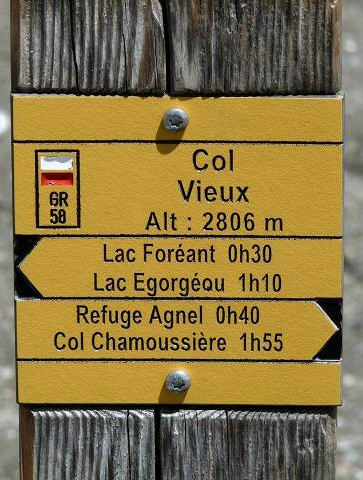 GR
58
Col
Vieux
Alt : 2806 m
Lac Foréant 0h30
Lac Egorgéou 1h10
Refuge Agnel 0h40
Col Chamoussière 1h55